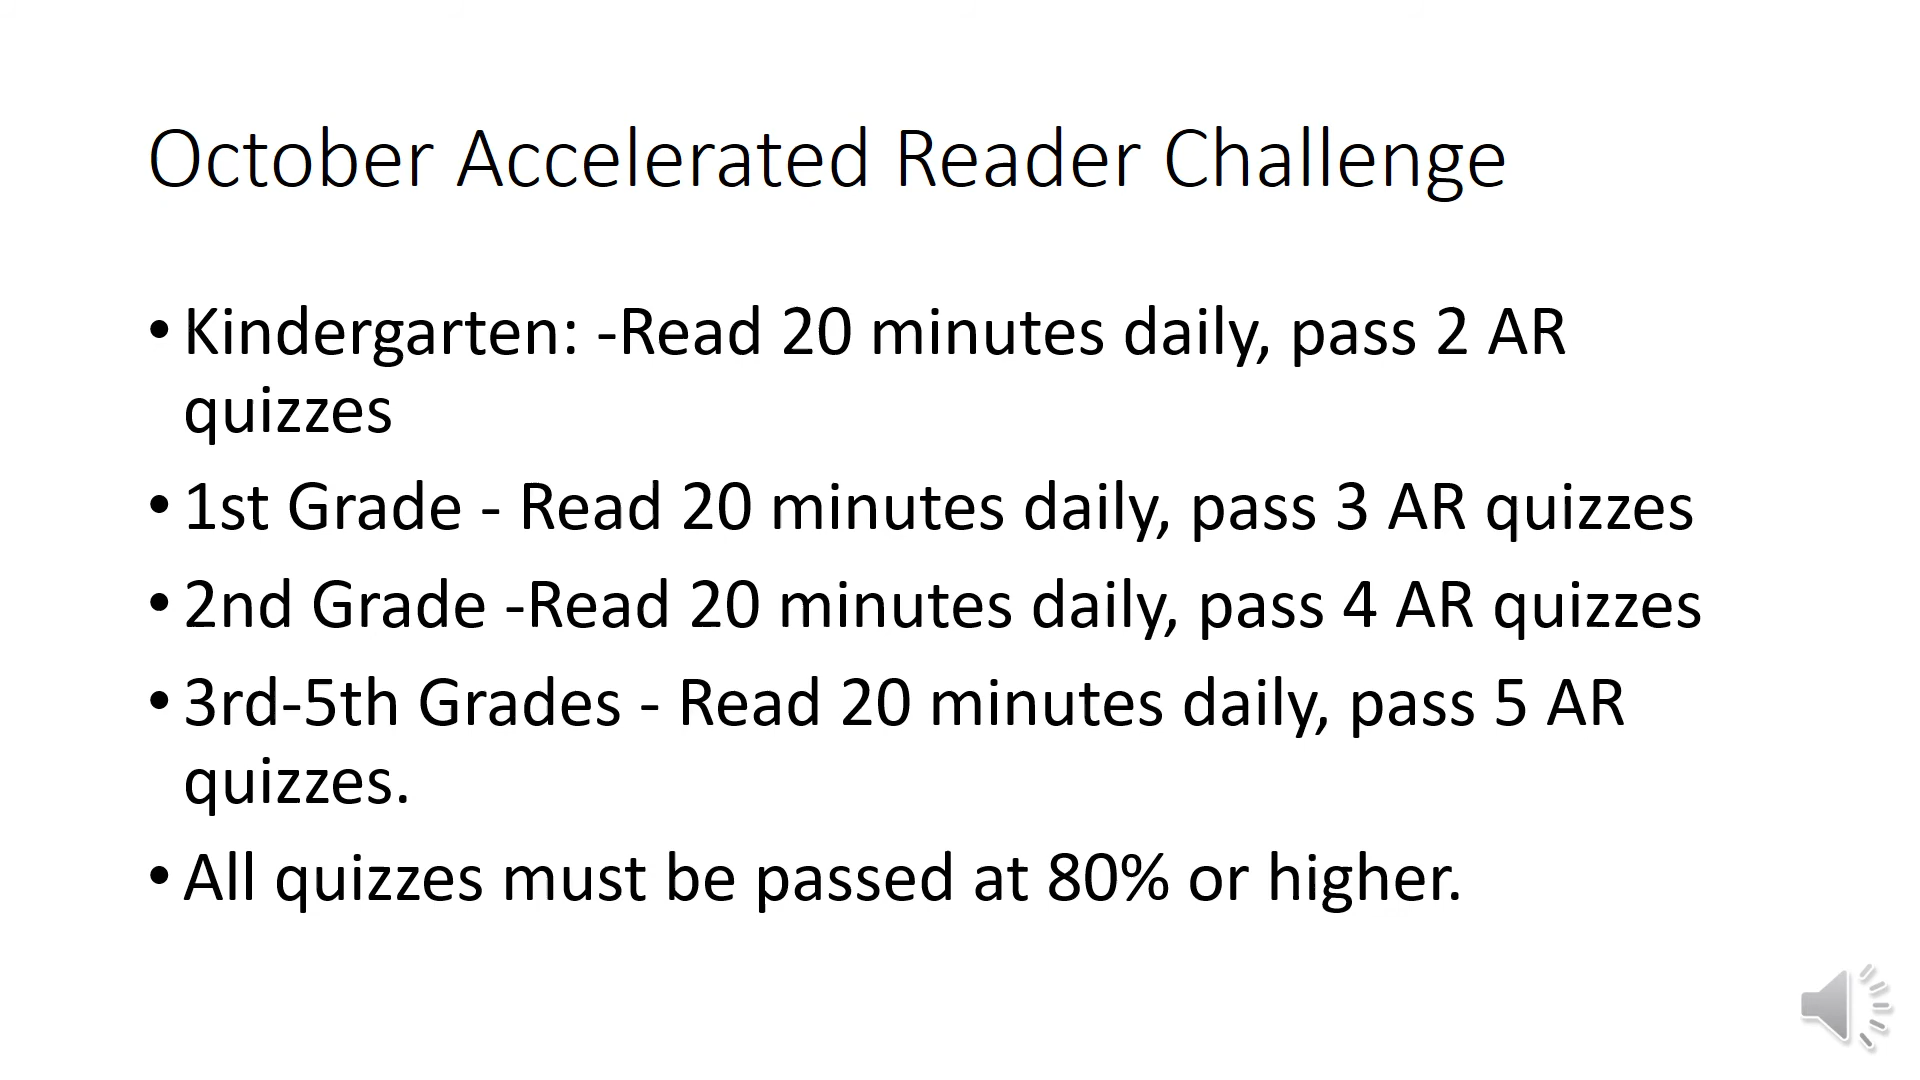 October Accelerated Reader Challenge
• Kindergarten: -Read 20 minutes daily, pass 2 AR
quizzes
• 1st Grade - Read 20 minutes daily, pass 3 AR quizzes
• 2nd Grade -Read 20 minutes daily, pass 4 AR quizzes
• 3rd-5th Grades - Read 20 minutes daily, pass 5 AR
quizzes.
• All quizzes must be passed at 80% or higher.